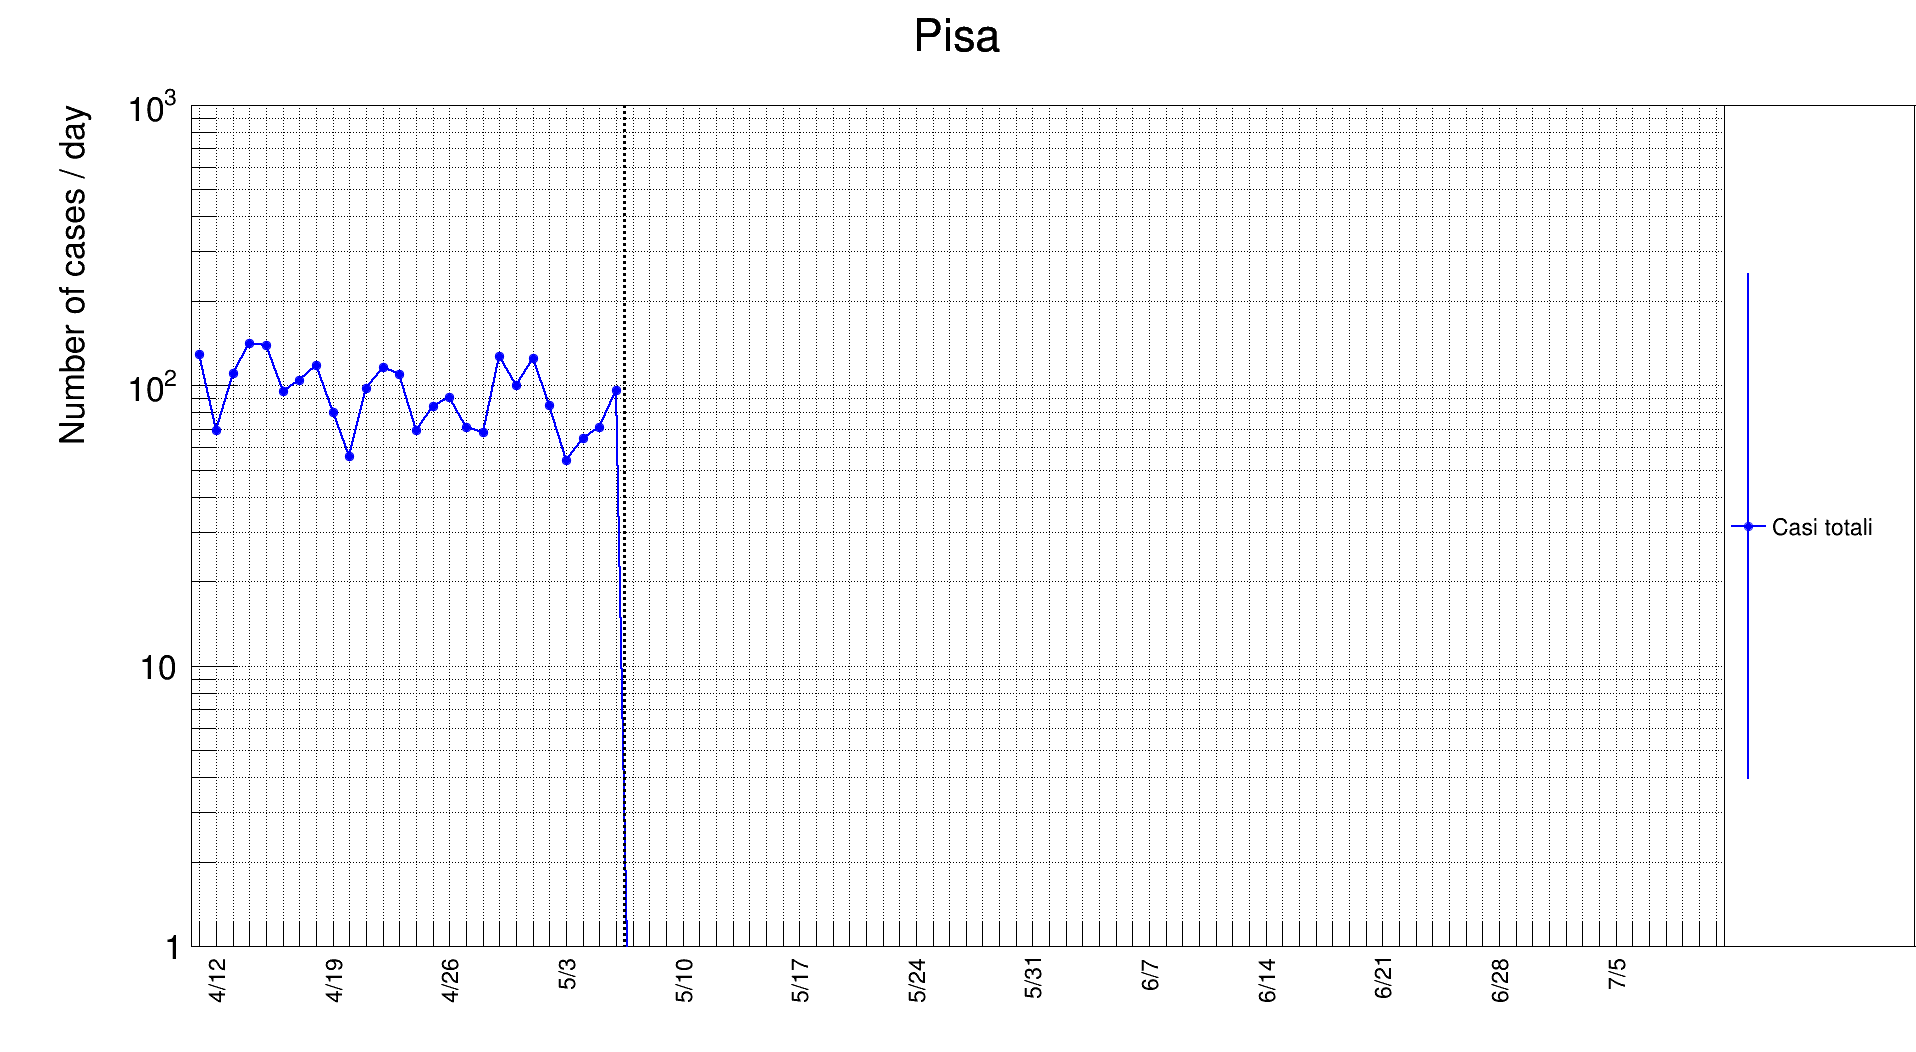 Pisa
Number of cases / day
10³
10²
10
1
4/12 4/19 4/26 5/3 5/10 5/17 5/24 5/31 6/7 6/14 6/21 6/28 7/5
Casi totali